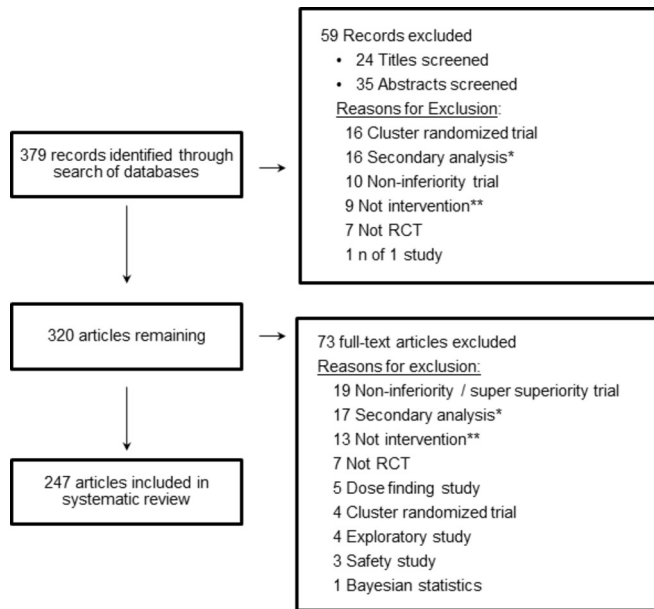 379 records identified through
search of databases
59 Records excluded
• 24 Titles screened
• 35 Abstracts screened
Reasons for Exclusion:
16 Cluster randomized trial
16 Secondary analysis*
10 Non-inferiority trial
9 Not intervention**
7 Not RCT
1 n of 1 study
320 articles remaining
73 full-text articles excluded
Reasons for exclusion:
19 Non-inferiority / super superiority trial
17 Secondary analysis*
13 Not intervention**
7 Not RCT
5 Dose finding study
4 Cluster randomized trial
4 Exploratory study
3 Safety study
1 Bayesian statistics
247 articles included in
systematic review